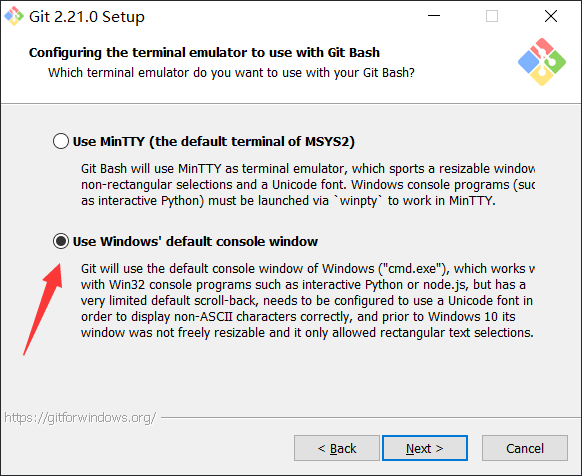 Git 2.21.0 Setup
Configuring the terminal emulator to use with Git Bash
Which terminal emulator do you want to use with your Git Bash?
Use MinTTY (the default terminal of MSYS2)
Git Bash will use MinTTY as terminal emulator, which sports a resizable window
non-rectangular selections and a Unicode font. Windows console programs (suc
as interactive Python) must be launched via `winpty` to work in MinTTY.
Use Windows' default console window
Git will use the default console window of Windows ("cmd.exe"), which works w
with Win32 console programs such as interactive Python or node.js, but has a
very limited default scroll-back, needs to be configured to use a Unicode font in
order to display non-ASCII characters correctly, and prior to Windows 10 its
window was not freely resizable and it only allowed rectangular text selections.
https://gitforwindows.org/
< Back
Next >
Cancel